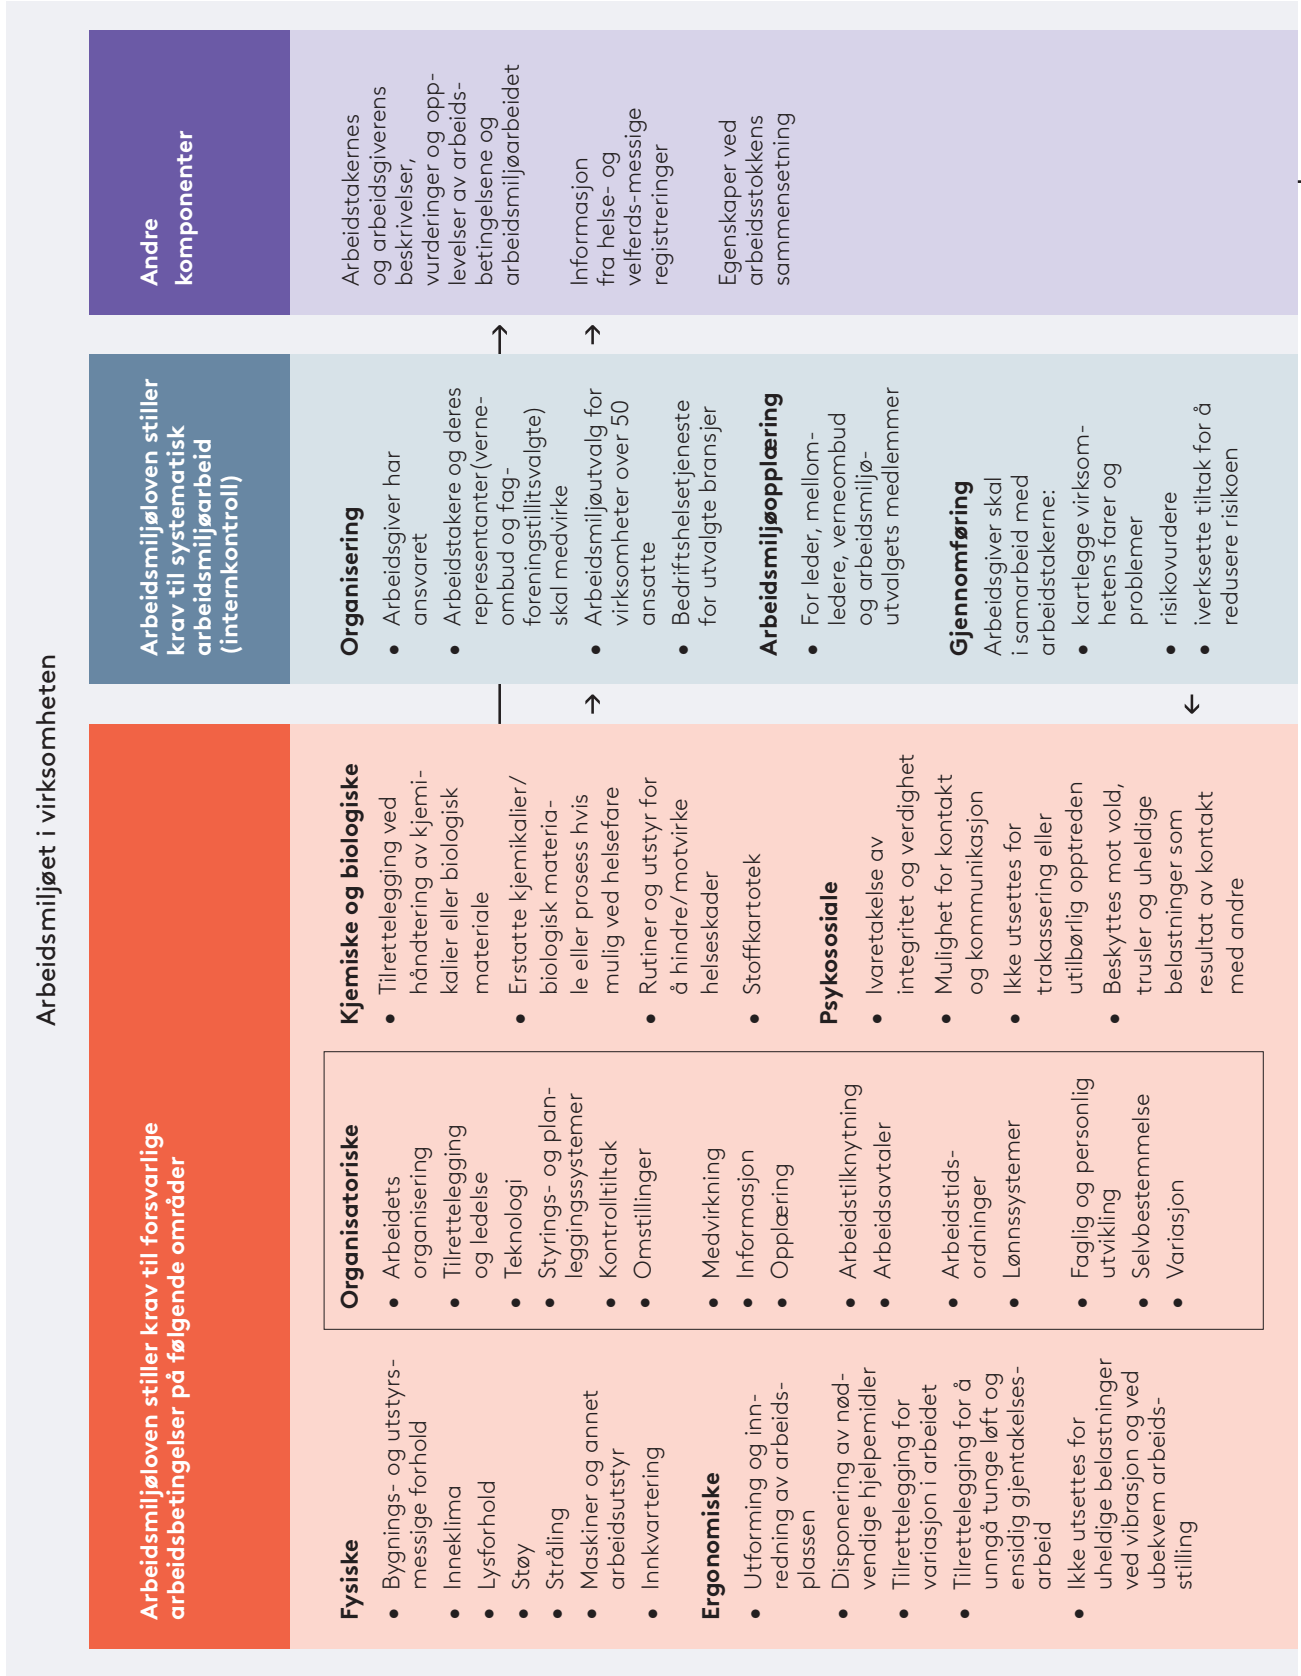 Arbeidsmiljøet i virksomheten
Arbeidsmiljøloven stiller krav til forsvarlige
arbeidsbetingelser på følgende områder
Fysiske
• Bygnings- og utstyrs-
messige forhold
• Inneklima
• Lysforhold
• Støy
• Stråling
• Maskiner og annet
arbeidsutstyr
• Innkvartering
Ergonomiske
• Utforming og inn-
redning av arbeids-
plassen
• Disponering av nød-
vendige hjelpemidler
• Tilrettelegging for
variasjon i arbeidet
• Tilrettelegging for å
unngå tunge løft og
ensidig gjentakelses-
arbeid
• Ikke utsettes for
uheldige belastninger
ved vibrasjon og ved
ubekvem arbeids-
stilling
Organisatoriske
• Arbeidets
organisering
• Tilrettelegging
og ledelse
• Teknologi
• Styrings- og plan-
leggingssystemer
• Kontrolltiltak
• Omstillinger
• Medvirkning
• Informasjon
• Opplæring
• Arbeidstilknytning
• Arbeidsavtaler
• Arbeidstids-
ordninger
• Lønnssystemer
• Faglig og personlig
utvikling
• Selvbestemmelse
• Variasjon
Kjemiske og biologiske
• Tilrettelegging ved
håndtering av kjemi-
kalier eller biologisk
materiale
• Erstatte kjemikalier/
biologisk materia-
le eller prosess hvis
mulig ved helsefare
• Rutiner og utstyr for
å hindre/ motvirke
helseskader
• Stoffkartotek
Psykososiale
• Ivaretakelse av
integritet og verdighet
• Mulighet for kontakt
og kommunikasjon
• Ikke utsettes for
trakassering eller
utilbørlig opptreden
• Beskyttes mot vold,
trusler og uheldige
belastninger som
resultat av kontakt
med andre
Arbeidsmiljøloven stiller
krav til systematisk
arbeidsmiljøarbeid
(internkontroll)
Organisering
• Arbeidsgiver har
ansvaret
• Arbeidstakere og deres
representanter(verne-
ombud og fag-
foreningstillitsvalgte)
skal medvirke
• Arbeidsmiljøutvalg for
virksomheter over 50
ansatte
• Bedriftshelsetjeneste
for utvalgte bransjer
Arbeidsmiljøopplæring
• For leder, mellom-
ledere, verneombud
og arbeidsmiljø-
utvalgets medlemmer
Gjennomføring
Arbeidsgiver skal
i samarbeid med
arbeidstakerne:
• kartlegge virksom-
hetens farer og
problemer
• risikovurdere
• iverksette tiltak for å
redusere risikoen
Andre
komponenter
Arbeidstakernes
og arbeidsgiverens
beskrivelser,
vurderinger og opp-
levelser av arbeids-
betingelsene og
arbeidsmiljøarbeidet
Informasjon
fra helse- og
velferds-messige
registreringer
Egenskaper ved
arbeidsstokkens
sammensetning